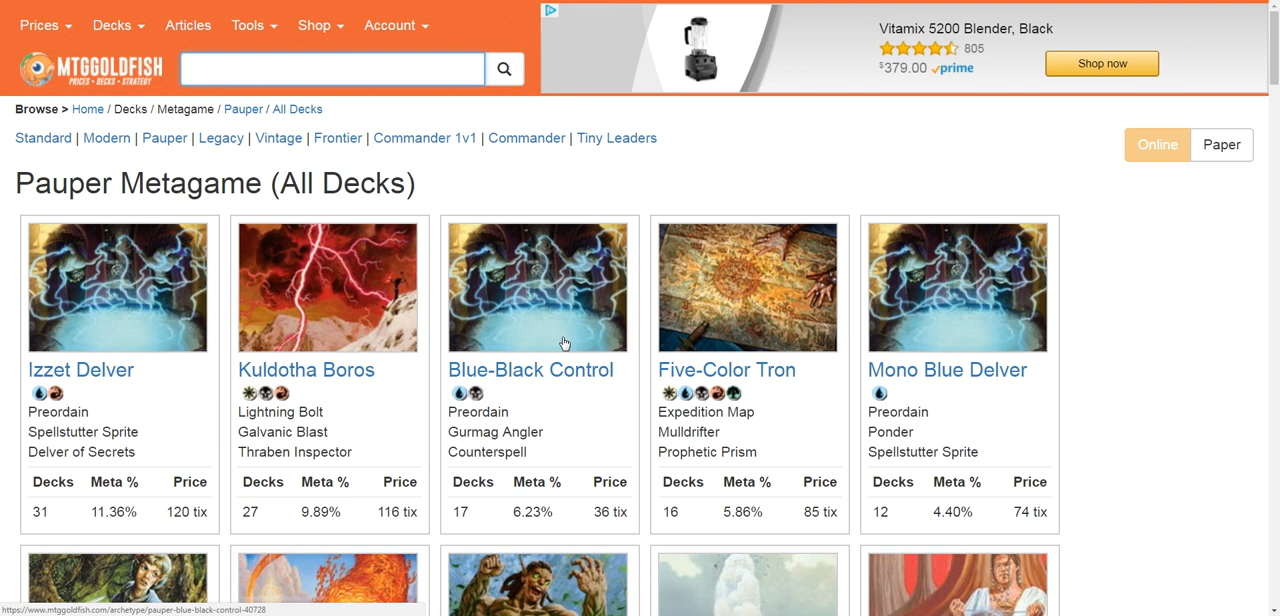 Prices Decks Articles Tools Shop Account
MTGGOLDFISH
PRICES • DECKS • STRATEGY
Vitamix 5200 Blender, Black
805
$379.00 prime
Shop now
Browse > Home / Decks / Metagame / Pauper / All Decks
Standard | Modern | Pauper | Legacy | Vintage | Frontier | Commander 1v1 | Commander | Tiny Leaders
Online Paper
Pauper Metagame (All Decks)
Izzet Delver
Preordain
Spellstutter Sprite
Delver of Secrets
Decks Meta % Price
31 11.36% 120 tix
Kuldotha Boros
Lightning Bolt
Galvanic Blast
Thraben Inspector
Decks Meta % Price
27 9.89% 116 tix
Blue-Black Control
Preordain
Gurmag Angler
Counterspell
Decks Meta % Price
17 6.23% 36 tix
Five-Color Tron
Expedition Map
Mulldrifter
Prophetic Prism
Decks Meta % Price
16 5.86% 85 tix
Mono Blue Delver
Preordain
Ponder
Spellstutter Sprite
Decks Meta % Price
12 4.40% 74 tix
https://www.mtggoldfish.com/archetype/pauper-blue-black-control-40728